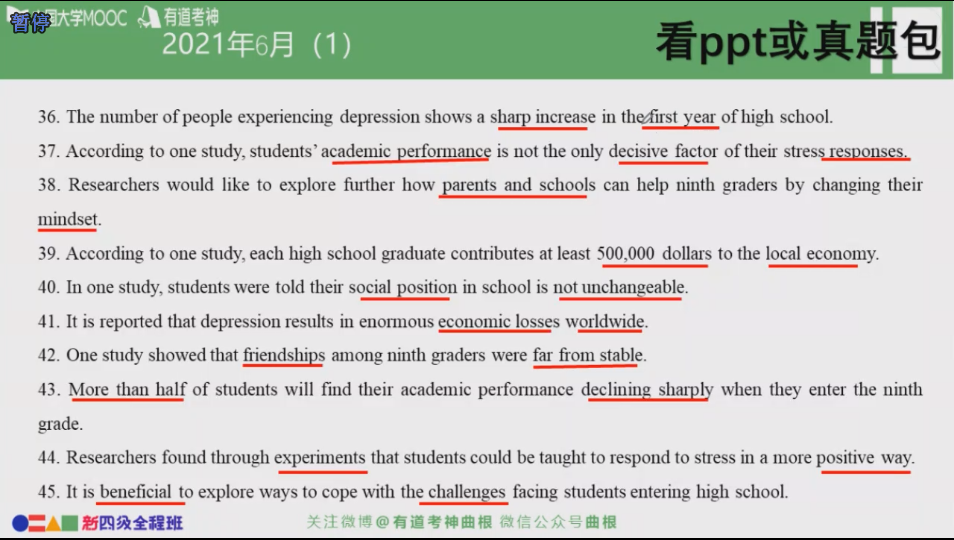 暂停
中国大学MOOC 有道考神
2021年6月（1）
看ppt或真题包
36. The number of people experiencing depression shows a sharp increase in the first year of high school.
37. According to one study, students' academic performance is not the only decisive factor of their stress responses.
38. Researchers would like to explore further how parents and schools can help ninth graders by changing their
mindset.
39. According to one study, each high school graduate contributes at least 500,000 dollars to the local economy.
40. In one study, students were told their social position in school is not unchangeable.
41. It is reported that depression results in enormous economic losses worldwide.
42. One study showed that friendships among ninth graders were far from stable.
43. More than half of students will find their academic performance declining sharply when they enter the ninth
grade.
44. Researchers found through experiments that students could be taught to respond to stress in a more positive way.
45. It is beneficial to explore ways to cope with the challenges facing students entering high school.
新四级全程班 关注微博@有道考神曲根 微信公众号曲根